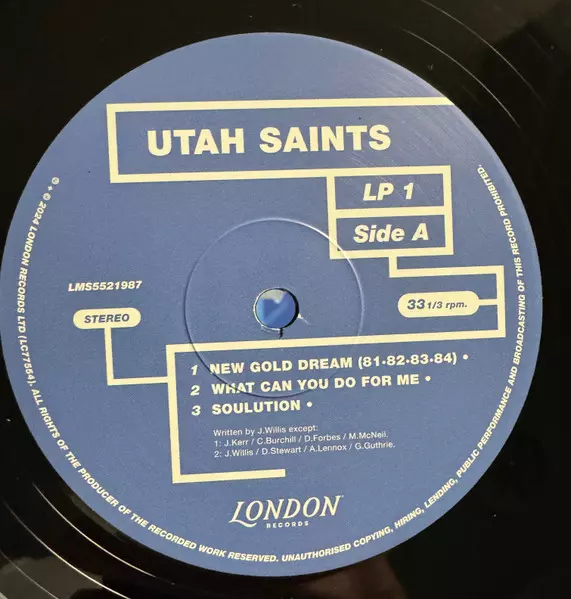 UTAH SAINTS
LP 1
Side A
LMS5521987
STEREO
33 1/3 rpm.
1 NEW GOLD DREAM (81•82•83•84) •
2 WHAT CAN YOU DO FOR ME •
3 SOULUTION •
Written by J.Willis except:
1: J.Kerr / C.Burchill / D.Forbes / M.McNeil.
2: J.Willis / D.Stewart / A.Lennox / G.Guthrie.
LONDON
RECORDS
℗ + © 2024 LONDON RECORDS LTD (LC77554). ALL RIGHTS OF THE PRODUCER OF THE RECORDED WORK RESERVED. UNAUTHORISED COPYING, HIRING, LENDING, PUBLIC PERFORMANCE AND BROADCASTING OF THIS RECORD PROHIBITED.